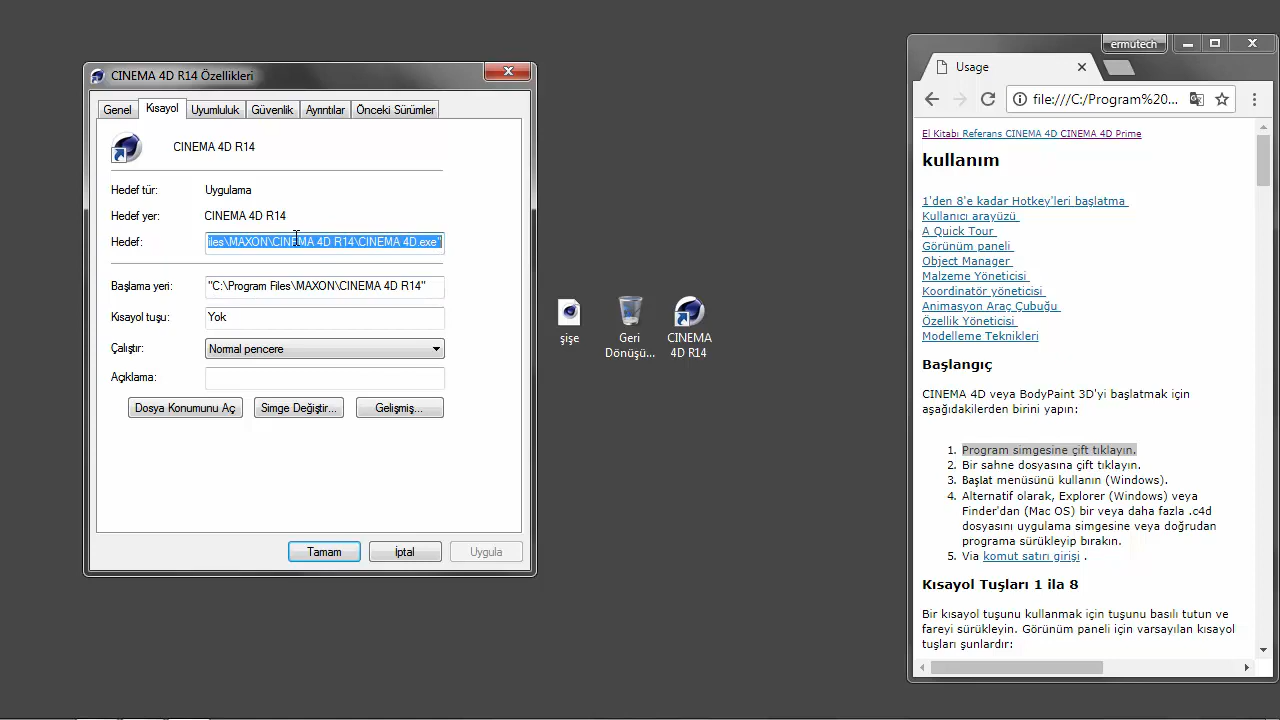 CINEMA 4D R14 Özellikleri
Genel
Kısayol
Uyumluluk
Güvenlik
Ayrıntılar
Önceki Sürümler
CINEMA 4D R14
Hedef tür: Uygulama
Hedef yer: CINEMA 4D R14
Hedef: iles\MAXON\CINEMA 4D R14\CINEMA 4D.exe"
Başlama yeri: "C:\Program Files\MAXON\CINEMA 4D R14"
Kısayol tuşu: Yok
Çalıştır: Normal pencere
Açıklama:
Dosya Konumunu Aç
Simge Değiştir...
Gelişmiş...
Tamam
İptal
Uygula
şişe
Geri
Dönüşü...
CINEMA
4D R14
ermutech
Usage
file:///C:/Program%20...
El Kitabı Referans CINEMA 4D CINEMA 4D Prime
kullanım
1'den 8'e kadar Hotkey'leri başlatma
Kullanıcı arayüzü
A Quick Tour
Görünüm paneli
Object Manager
Malzeme Yöneticisi
Koordinatör yöneticisi
Animasyon Araç Çubuğu
Özellik Yöneticisi
Modelleme Teknikleri
Başlangıç
CINEMA 4D veya BodyPaint 3D'yi başlatmak için
aşağıdakilerden birini yapın:
1. Program simgesine çift tıklayın.
2. Bir sahne dosyasına çift tıklayın.
3. Başlat menüsünü kullanın (Windows).
4. Alternatif olarak, Explorer (Windows) veya
Finder'dan (Mac OS) bir veya daha fazla .c4d
dosyasını uygulama simgesine veya doğrudan
programa sürükleyip bırakın.
5. Via komut satırı girişi .
Kısayol Tuşları 1 ila 8
Bir kısayol tuşunu kullanmak için tuşunu basılı tutun ve
fareyi sürükleyin. Görünüm paneli için varsayılan kısayol
tuşları şunlardır: